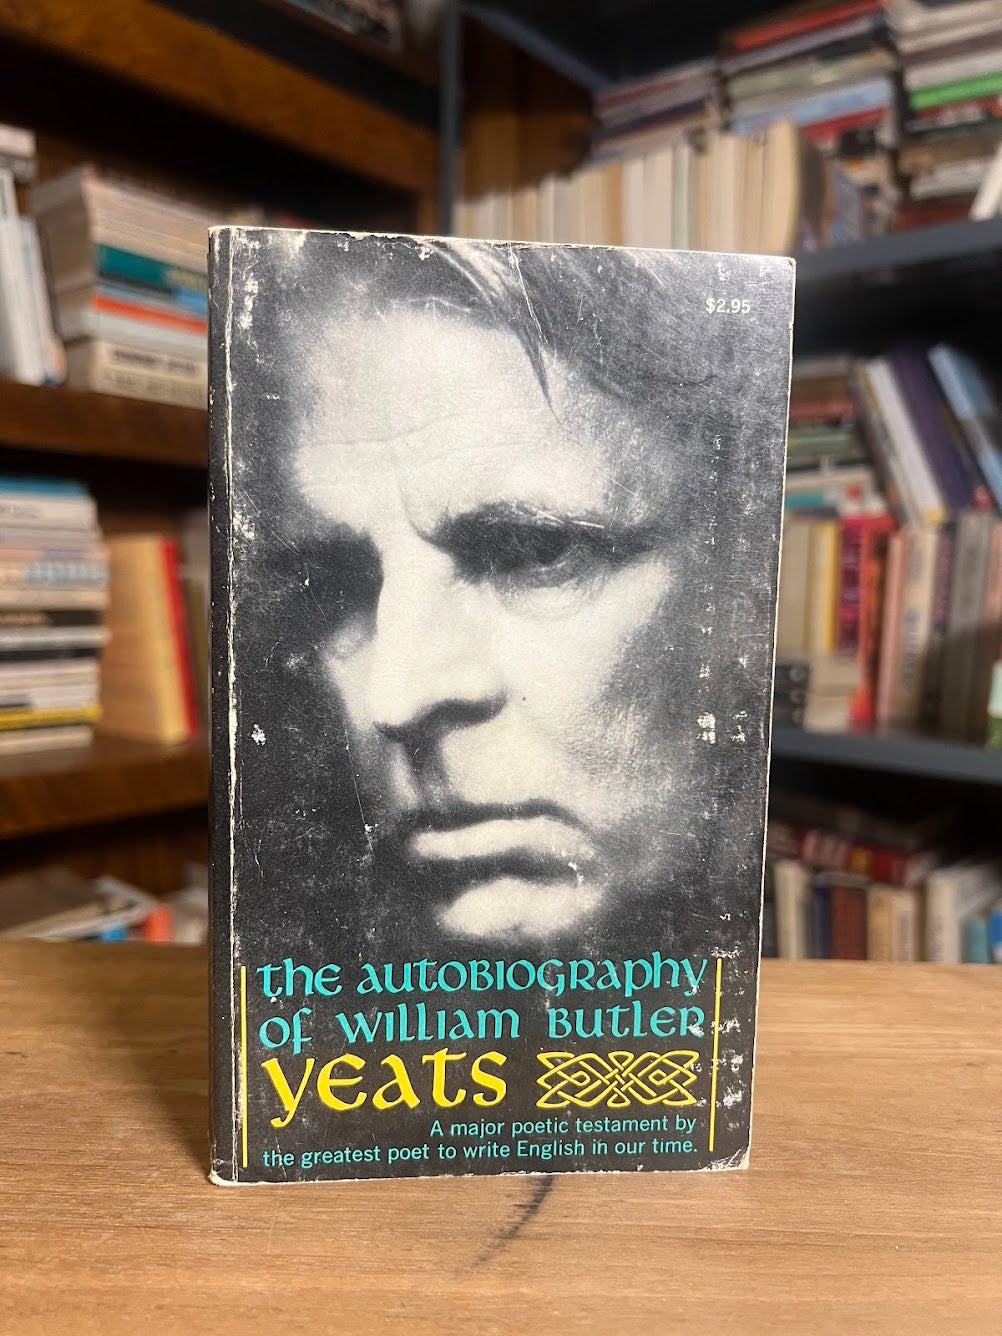 $2.95
the autobiography
of william butler
yeats
A major poetic testament by
the greatest poet to write English in our time.